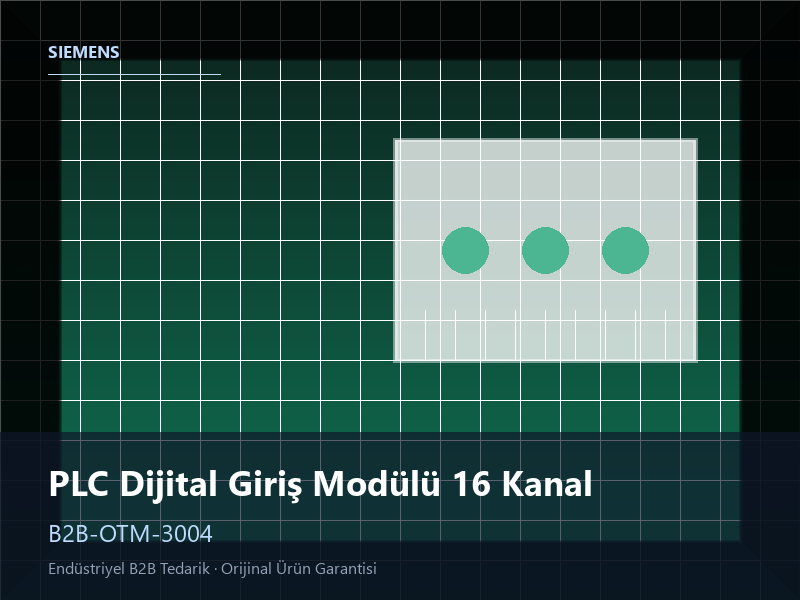 SIEMENS
PLC Dijital Giriş Modülü 16 Kanal
B2B-OTM-3004
Endüstriyel B2B Tedarik · Orijinal Ürün Garantisi